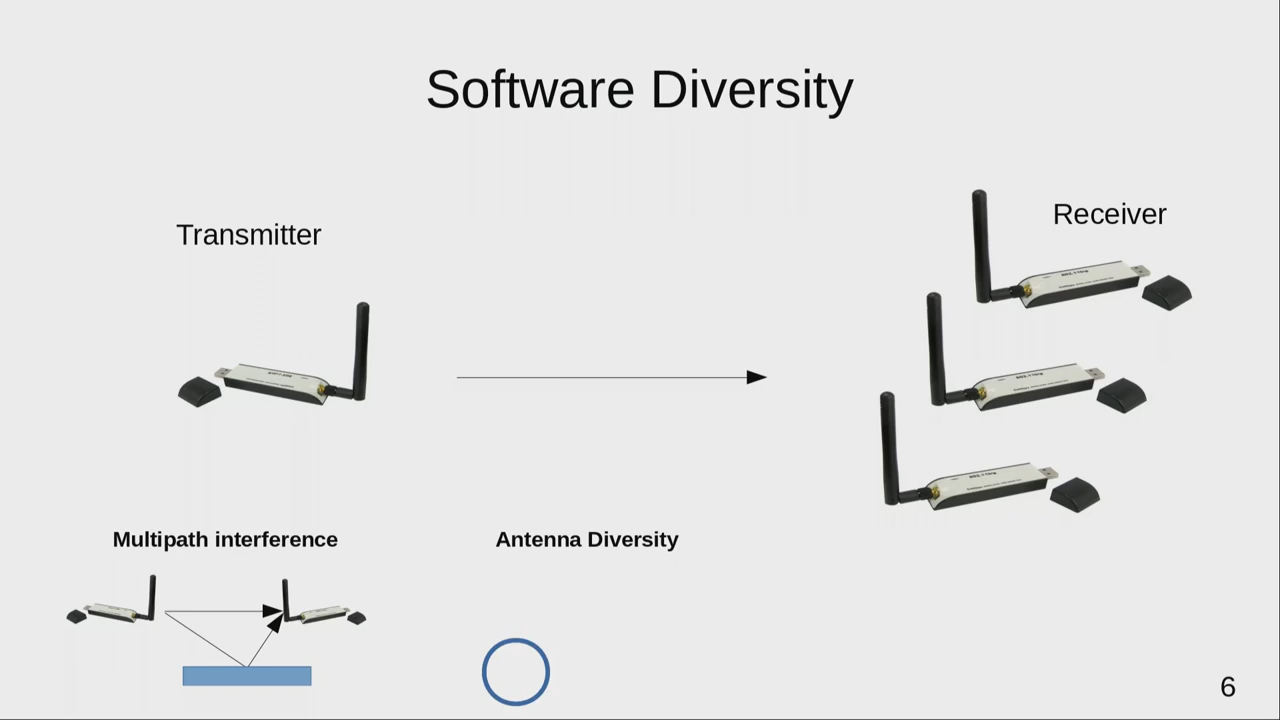 Software Diversity
Transmitter
Receiver
Multipath interference
Antenna Diversity
6